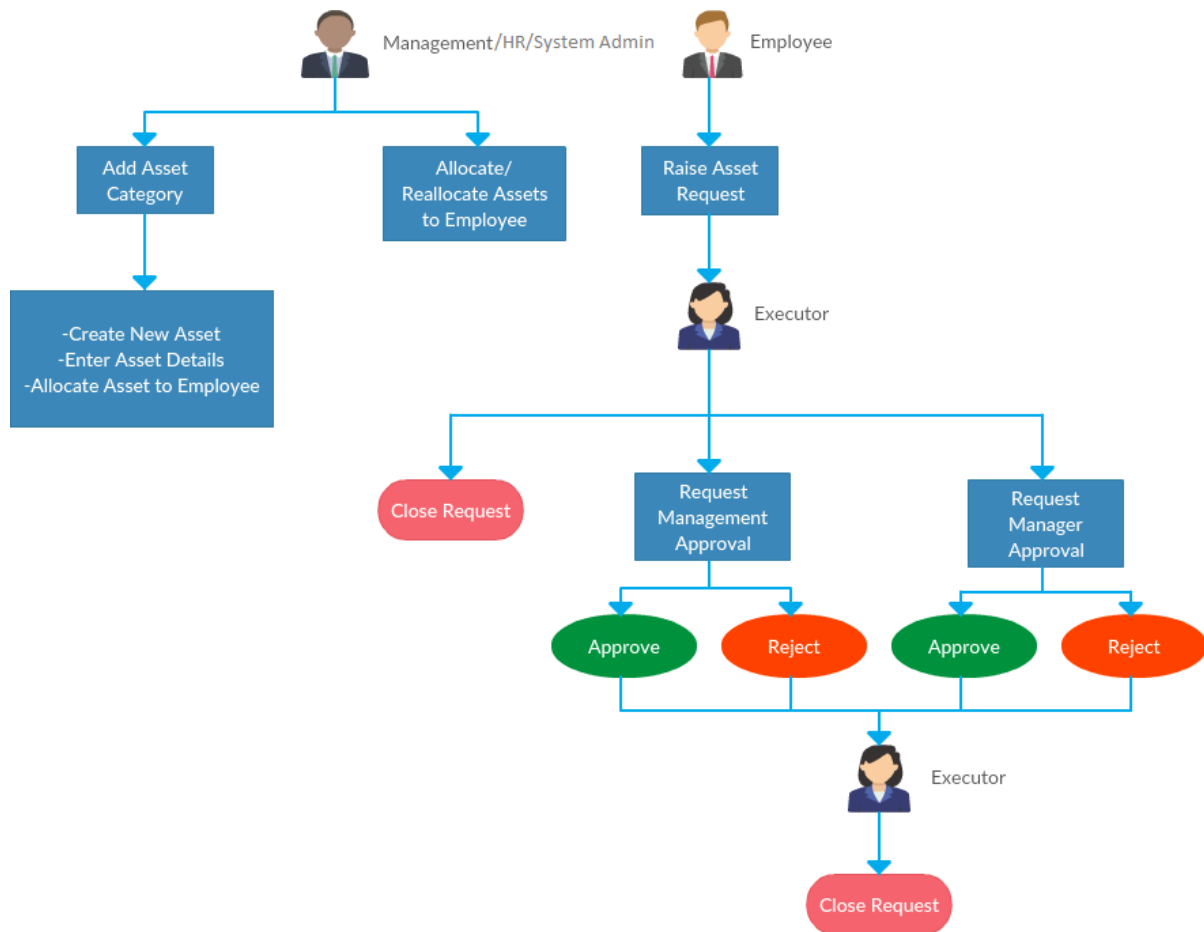 Management/HR/System Admin
Employee
Add Asset
Category
Allocate/
Reallocate Assets
to Employee
Raise Asset
Request
-Create New Asset
-Enter Asset Details
-Allocate Asset to Employee
Executor
Close Request
Request
Management
Approval
Request
Manager
Approval
Approve
Reject
Approve
Reject
Executor
Close Request